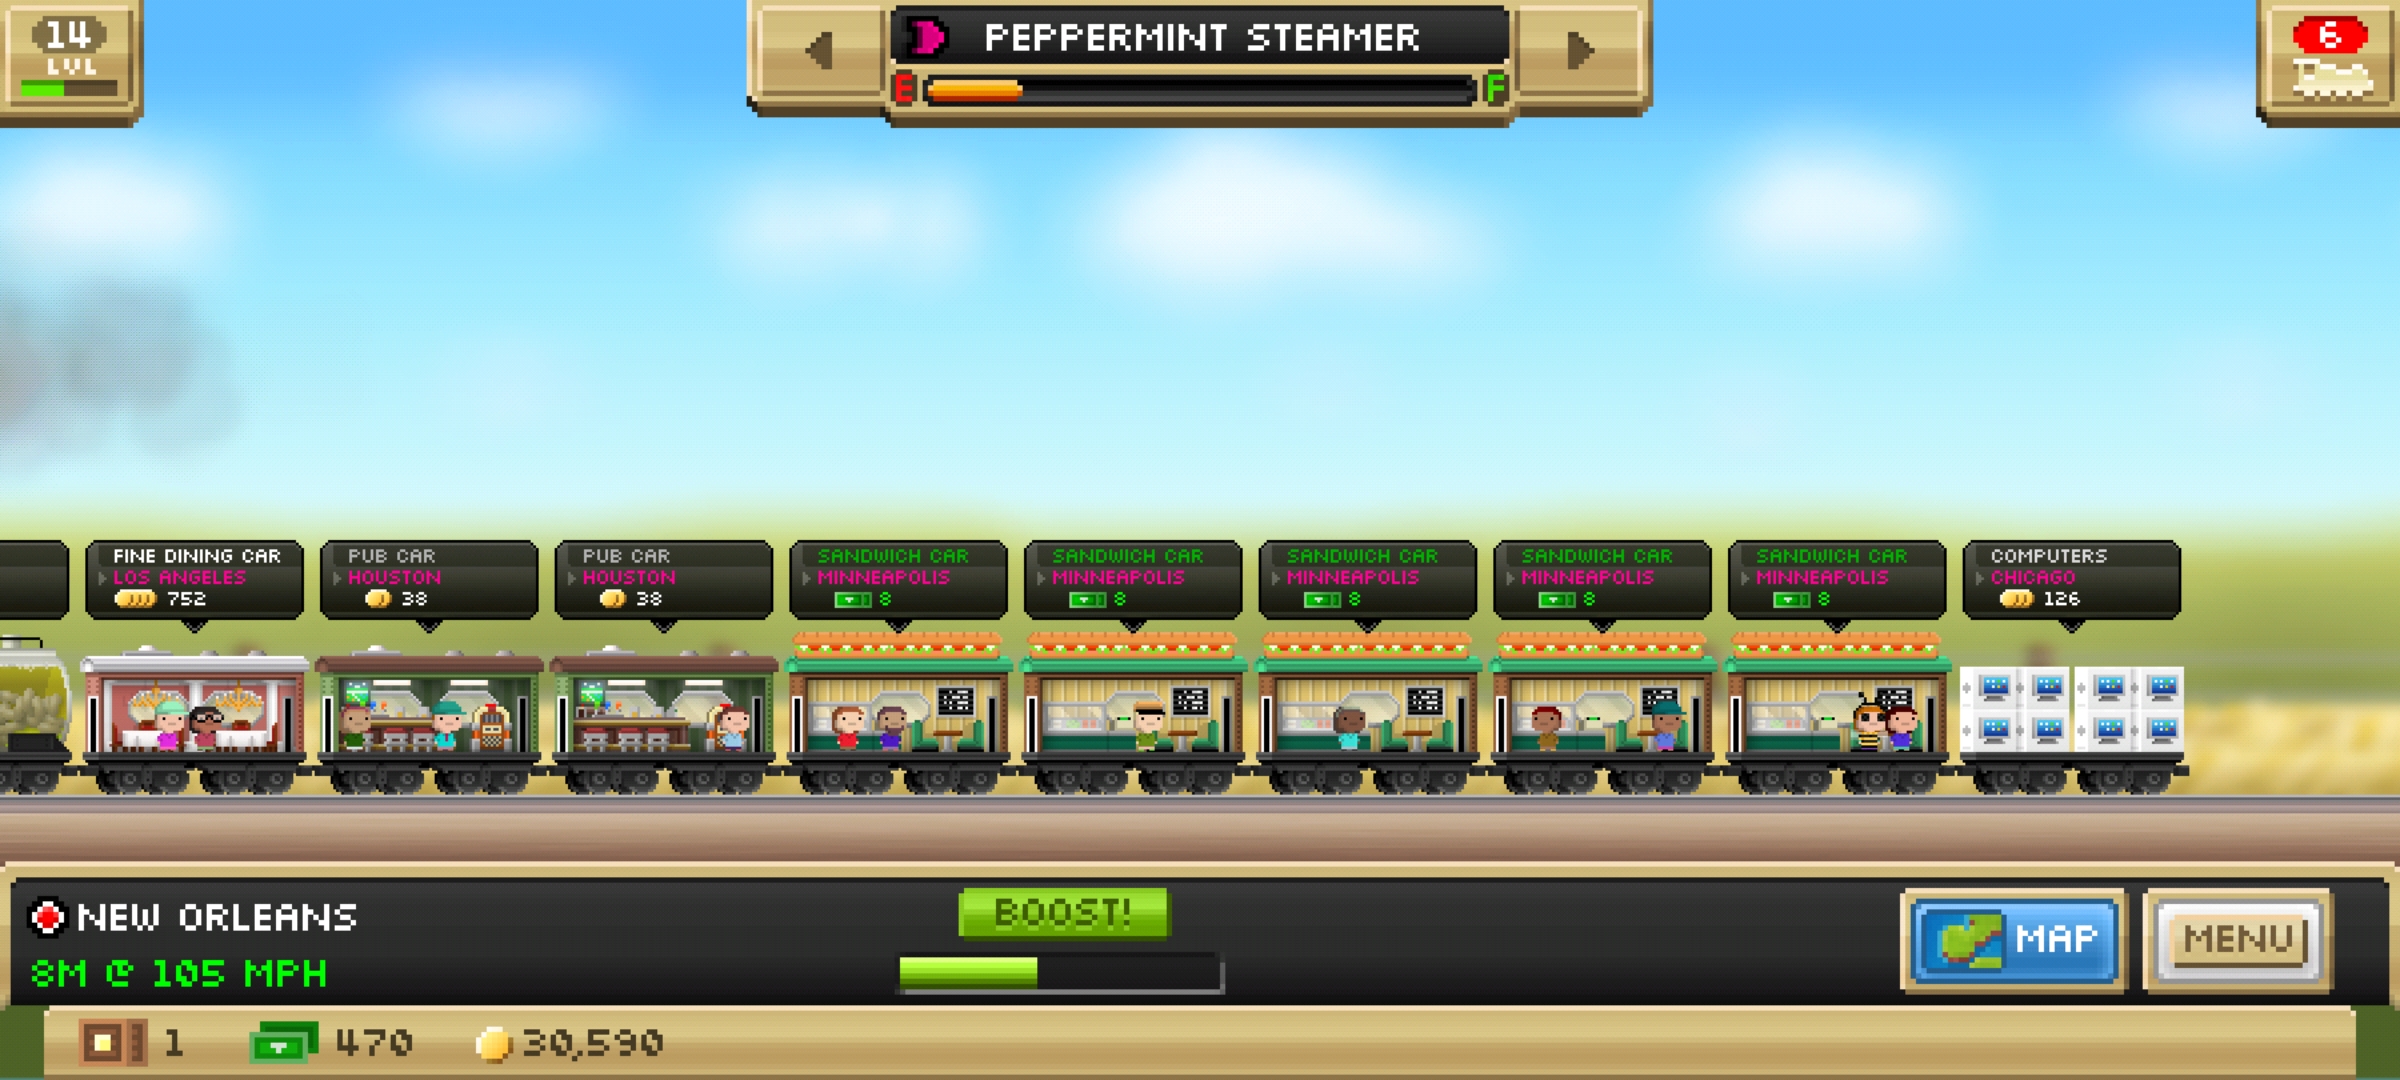 14
LVL
PEPPERMINT STEAMER
E
F
6
FINE DINING CAR
LOS ANGELES
752
PUB CAR
HOUSTON
38
PUB CAR
HOUSTON
38
SANDWICH CAR
MINNEAPOLIS
8
SANDWICH CAR
MINNEAPOLIS
8
SANDWICH CAR
MINNEAPOLIS
8
SANDWICH CAR
MINNEAPOLIS
8
SANDWICH CAR
MINNEAPOLIS
8
COMPUTERS
CHICAGO
126
NEW ORLEANS
8M @ 105 MPH
BOOST!
MAP
MENU
1
470
30,590